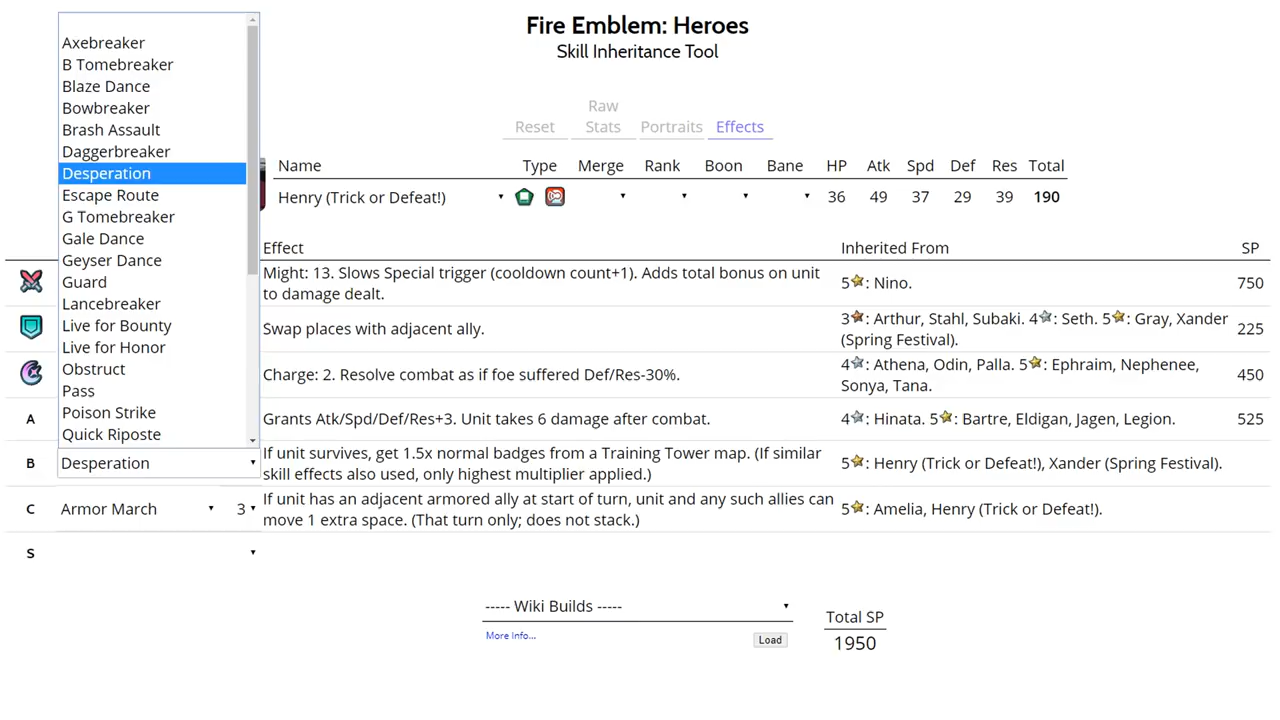 Fire Emblem: Heroes
Skill Inheritance Tool
Reset
Raw
Stats
Portraits
Effects
Name
Type
Merge
Rank
Boon
Bane
HP
Atk
Spd
Def
Res
Total
Henry (Trick or Defeat!)
36
49
37
29
39
190
Axebreaker
B Tomebreaker
Blaze Dance
Bowbreaker
Brash Assault
Daggerbreaker
Desperation
Escape Route
G Tomebreaker
Gale Dance
Geyser Dance
Guard
Lancebreaker
Live for Bounty
Live for Honor
Obstruct
Pass
Poison Strike
Quick Riposte
Effect
Inherited From
SP
Might: 13. Slows Special trigger (cooldown count+1). Adds total bonus on unit
to damage dealt.
5: Nino.
750
Swap places with adjacent ally.
3: Arthur, Stahl, Subaki. 4: Seth. 5: Gray, Xander
(Spring Festival).
225
Charge: 2. Resolve combat as if foe suffered Def/Res-30%.
4: Athena, Odin, Palla. 5: Ephraim, Nephenee,
Sonya, Tana.
450
A
Grants Atk/Spd/Def/Res+3. Unit takes 6 damage after combat.
4: Hinata. 5: Bartre, Eldigan, Jagen, Legion.
525
B
Desperation
If unit survives, get 1.5x normal badges from a Training Tower map. (If similar
skill effects also used, only highest multiplier applied.)
5: Henry (Trick or Defeat!), Xander (Spring Festival).
C
Armor March
3
If unit has an adjacent armored ally at start of turn, unit and any such allies can
move 1 extra space. (That turn only; does not stack.)
5: Amelia, Henry (Trick or Defeat!).
S
----- Wiki Builds -----
More Info...
Load
Total SP
1950